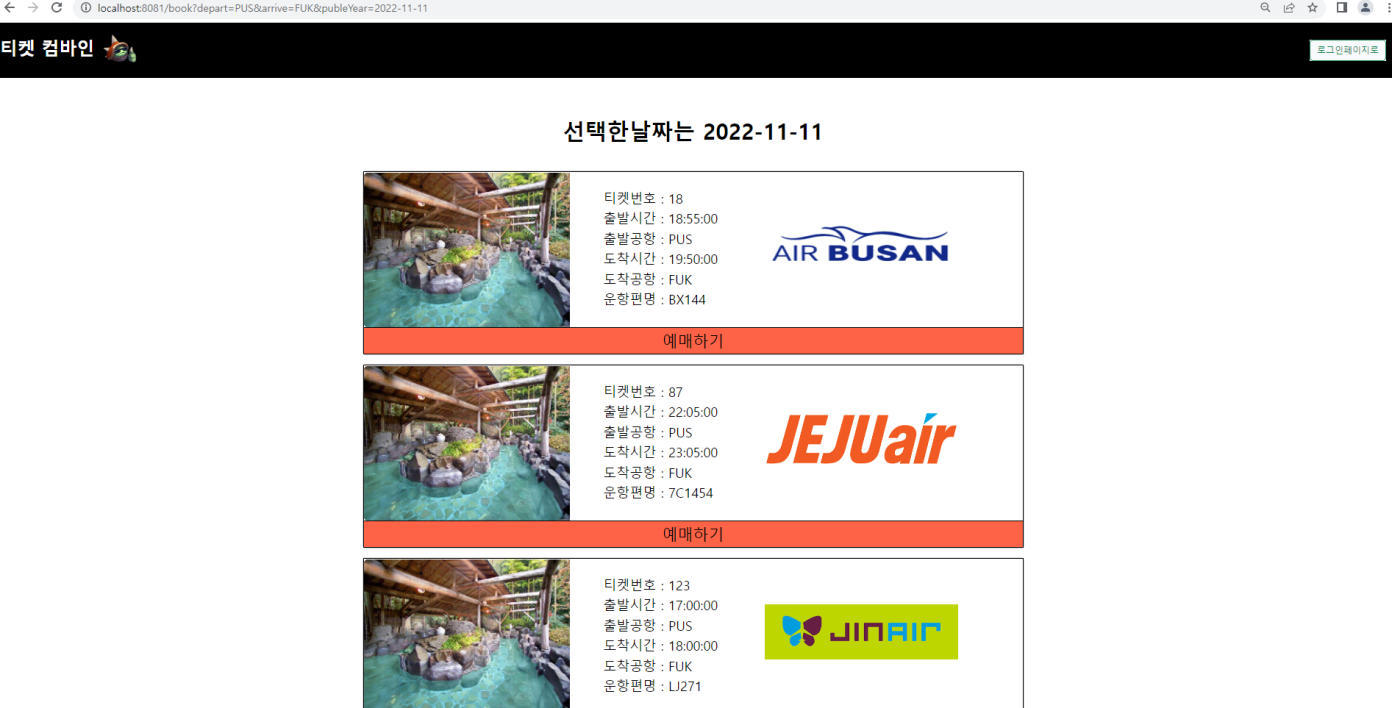 localhost:8081/book?depart=PUS&arrive=FUK&publeYear=2022-11-11
티켓 컴바인
로그인페이지로
선택한날짜는 2022-11-11
티켓번호 : 18
출발시간 : 18:55:00
출발공항 : PUS
도착시간 : 19:50:00
도착공항 : FUK
운항편명 : BX144
AIR BUSAN
예매하기
티켓번호 : 87
출발시간 : 22:05:00
출발공항 : PUS
도착시간 : 23:05:00
도착공항 : FUK
운항편명 : 7C1454
JEJUair
예매하기
티켓번호 : 123
출발시간 : 17:00:00
출발공항 : PUS
도착시간 : 18:00:00
도착공항 : FUK
운항편명 : LJ271
JINAIR